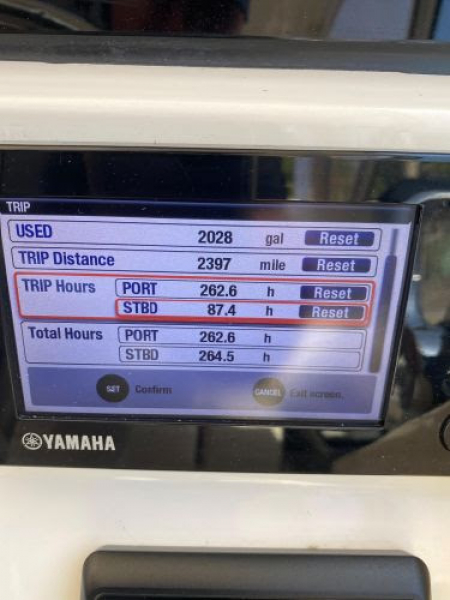 TRIP
USED 2028 gal Reset
TRIP Distance 2397 mile Reset
TRIP Hours PORT 262.6 h Reset
STBD 87.4 h Reset
Total Hours PORT 262.6 h
STBD 264.5 h
SET Confirm CANCEL Exit screen.
YAMAHA